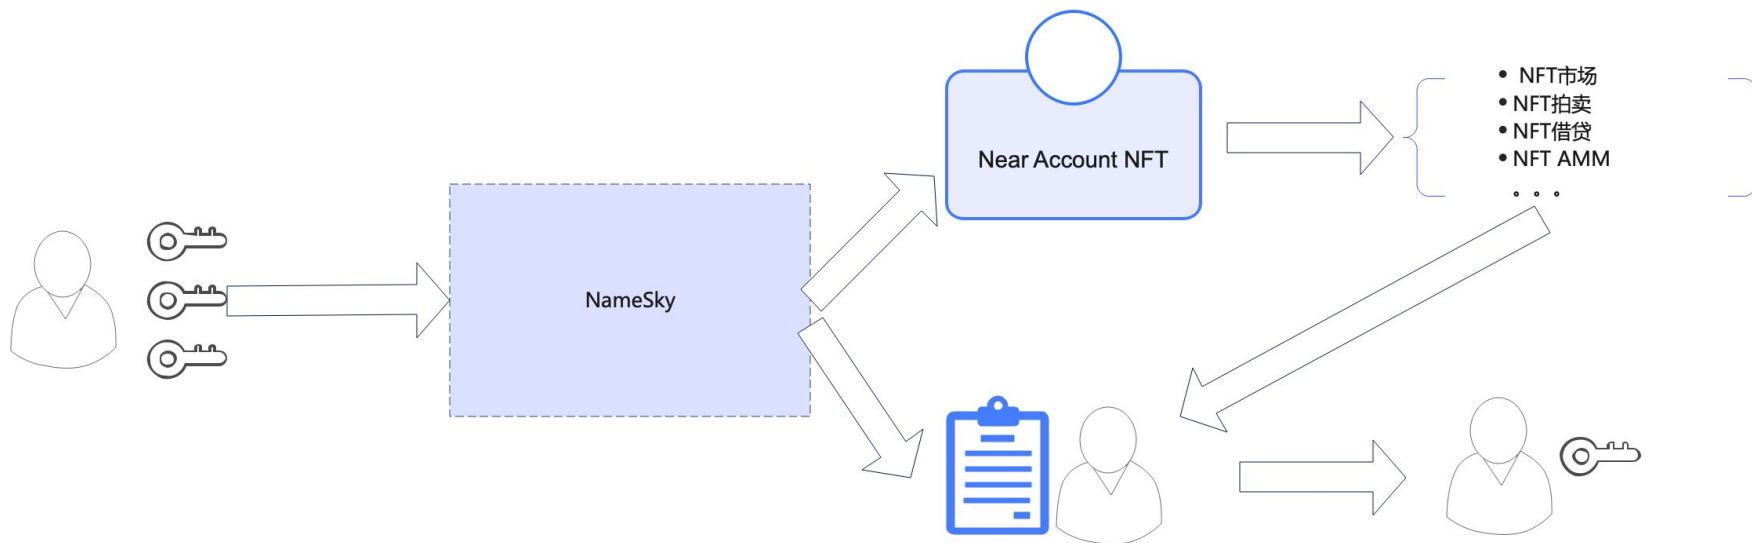 NameSky
Near Account NFT
• NFT市场
• NFT拍卖
• NFT借贷
• NFT AMM
。。。